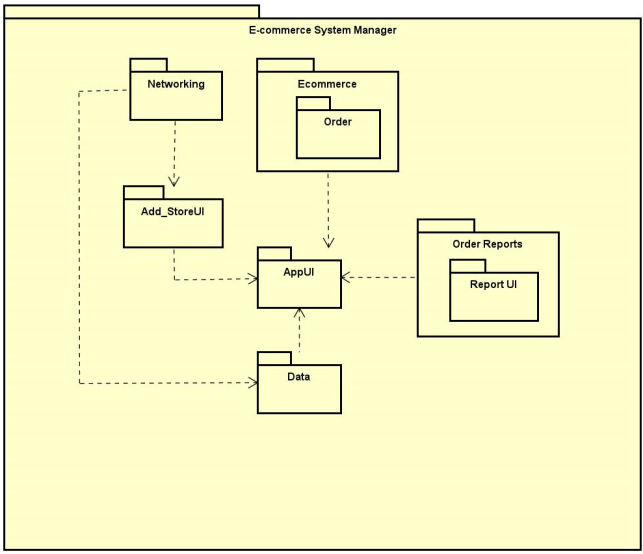 E-commerce System Manager
Networking
Ecommerce
Order
Add_StoreUI
Order Reports
AppUI
Report UI
Data